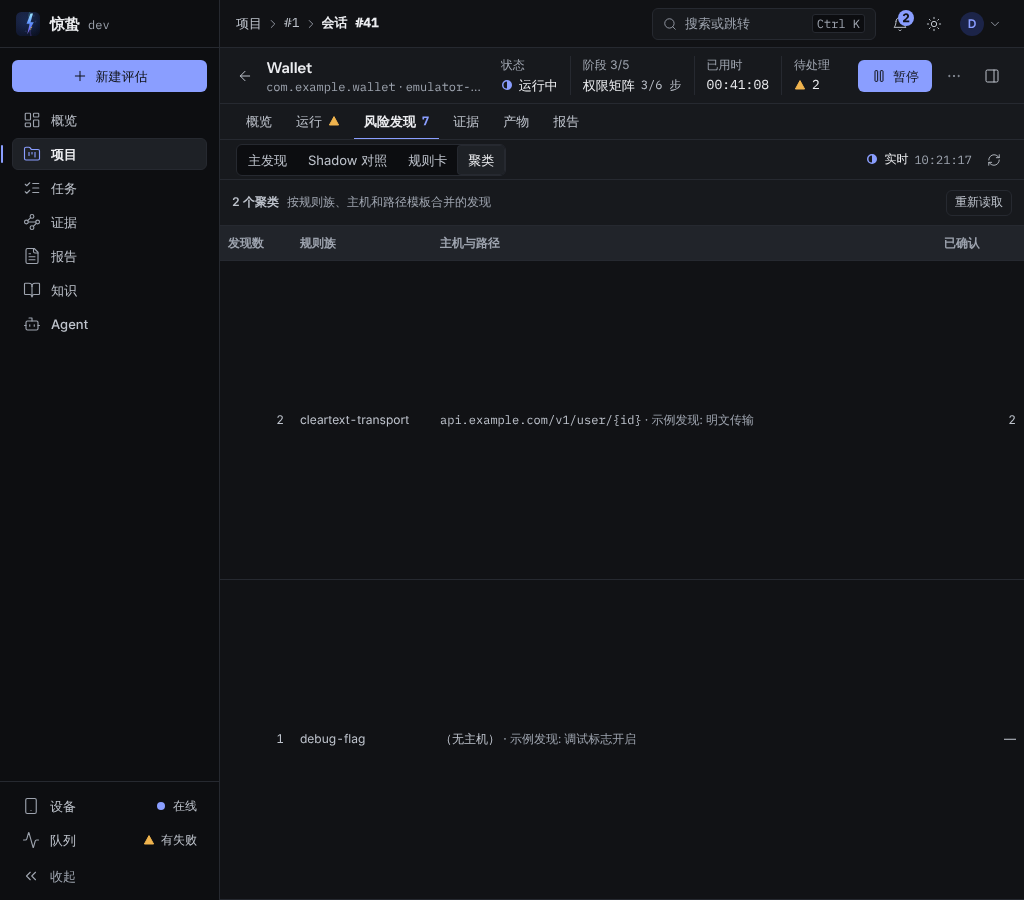 惊蛰 dev
新建评估
概览
项目
任务
证据
报告
知识
Agent
设备 在线
队列 有失败
收起
项目 #1 会话 #41
搜索或跳转 Ctrl K
2
D
Wallet
com.example.wallet · emulator-…
状态
运行中
阶段 3/5
权限矩阵 3/6 步
已用时
00:41:08
待处理
2
暂停
概览 运行 风险发现 7 证据 产物 报告
主发现 Shadow 对照 规则卡 聚类
实时 10:21:17
2 个聚类 按规则族、主机和路径模板合并的发现
重新读取
发现数 规则族 主机与路径 已确认
2 cleartext-transport api.example.com/v1/user/{id} · 示例发现: 明文传输 2
1 debug-flag （无主机） · 示例发现: 调试标志开启 —